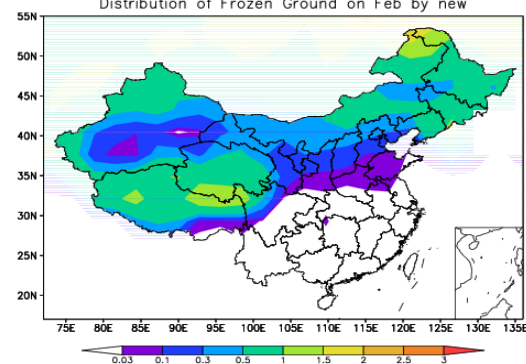 Distribution of Frozen Ground on Feb by new
55N
50N
45N
40N
35N
30N
25N
20N
75E 80E 85E 90E 95E 100E 105E 110E 115E 120E 125E 130E 135E
0.03 0.1 0.3 0.5 1 1.5 2 2.5 3